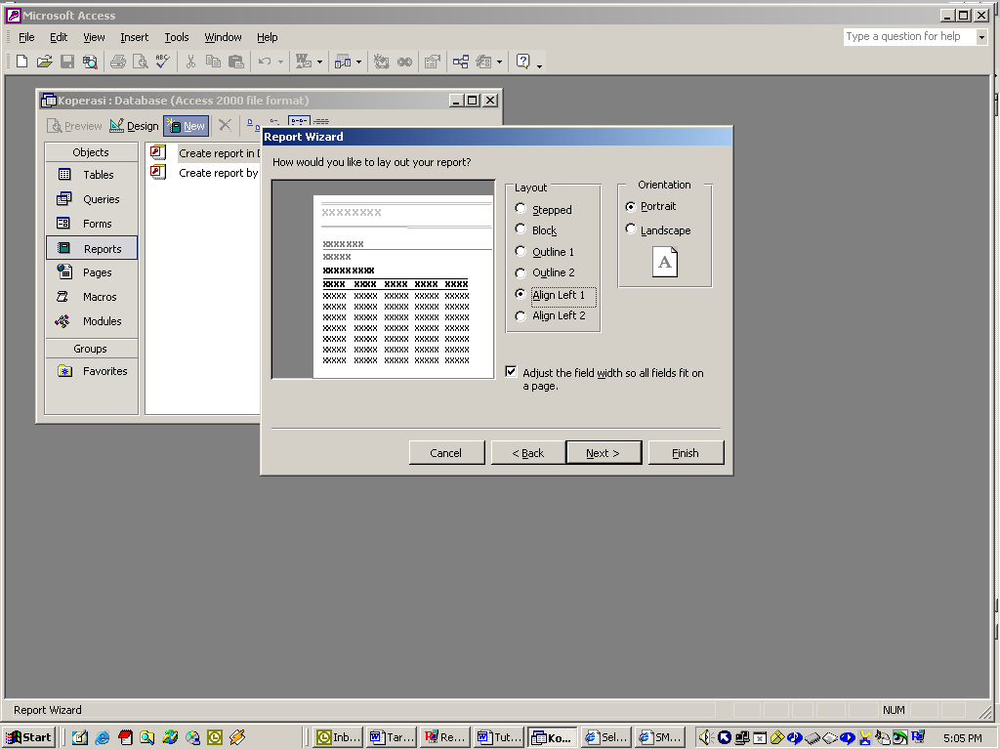 Microsoft Access
File Edit View Insert Tools Window Help
Type a question for help
Koperasi : Database (Access 2000 file format)
Preview Design New
Objects
Tables
Queries
Forms
Reports
Pages
Macros
Modules
Groups
Favorites
Create report in D
Create report by
Report Wizard
How would you like to lay out your report?
XXXXXXXX
XXXXXXX
XXXXX
XXXXXXXXX
XXXX XXXX XXXX XXXX XXXX
XXXXX XXXXX XXXXX XXXXX XXXXX
XXXXX XXXXX XXXXX XXXXX XXXXX
XXXXX XXXXX XXXXX XXXXX XXXXX
XXXXX XXXXX XXXXX XXXXX XXXXX
XXXXX XXXXX XXXXX XXXXX XXXXX
XXXXX XXXXX XXXXX XXXXX XXXXX
XXXXX XXXXX XXXXX XXXXX XXXXX
Layout
Stepped
Block
Outline 1
Outline 2
Align Left 1
Align Left 2
Orientation
Portrait
Landscape
A
Adjust the field width so all fields fit on
a page.
Cancel < Back Next > Finish
Report Wizard
NUM
Start Inb... Tar... Re... Tut... Ko... Sel... SM... 5:05 PM